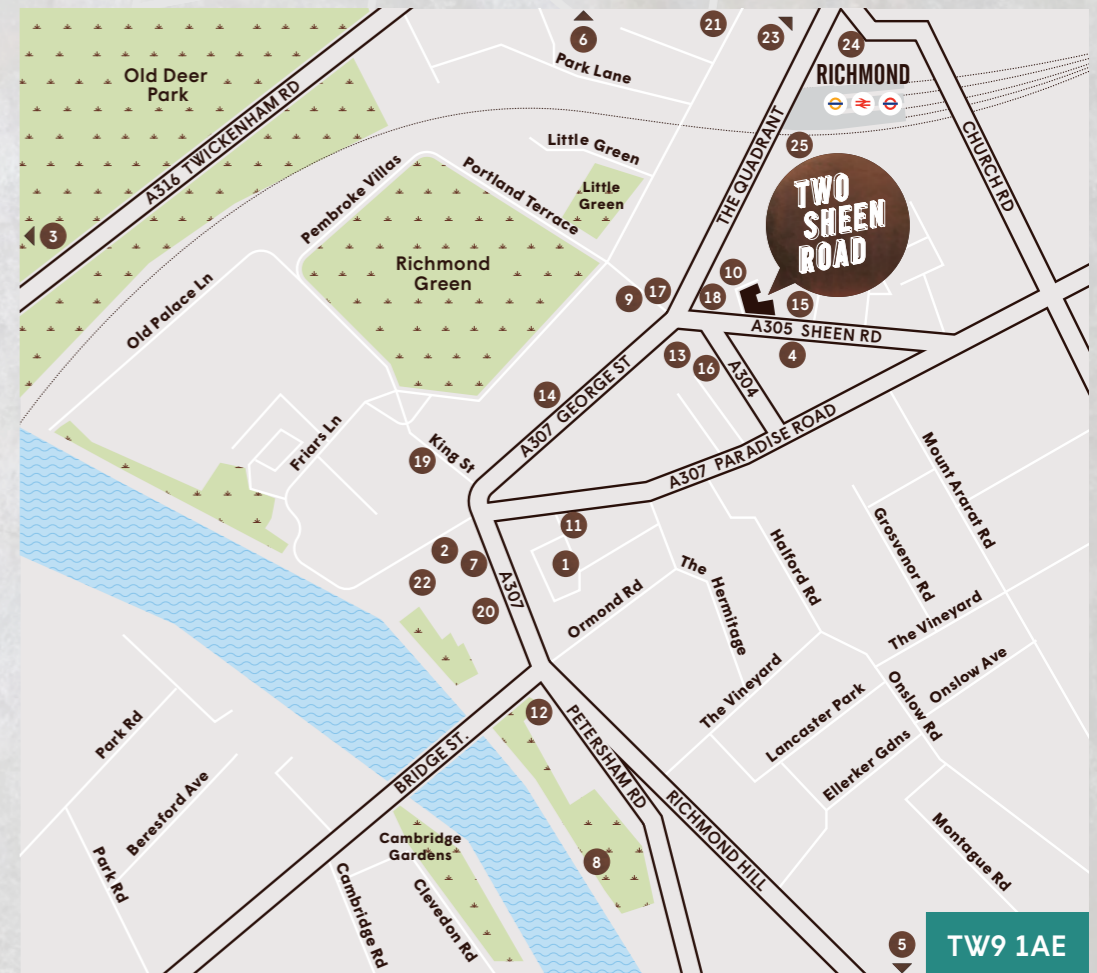 21
23
24
6
Park Lane
RICHMOND
Old Deer
Park
A316 TWICKENHAM RD
THE QUADRANT
CHURCH RD
25
Little Green
Little
Green
Portland Terrace
Pembroke Villas
TWO
SHEEN
ROAD
3
Richmond
Green
10
9
17
18
15
Old Palace Ln
A305 SHEEN RD
13
16
4
A304
14
A307 GEORGE ST
A307 PARADISE ROAD
Friars Ln
King St
19
Mount Ararat Rd
Grosvenor Rd
Halford Rd
11
2
7
1
22
A307
20
Ormond Rd
The Hermitage
The Vineyard
The Vineyard
Onslow Ave
Onslow Rd
Lancaster Park
Ellerker Gdns
12
PETERSHAM RD
RICHMOND HILL
BRIDGE ST.
Park Rd
Beresford Ave
Park Rd
Cambridge
Gardens
Cambridge Rd
Clevedon Rd
8
Montague Rd
5
TW9 1AE